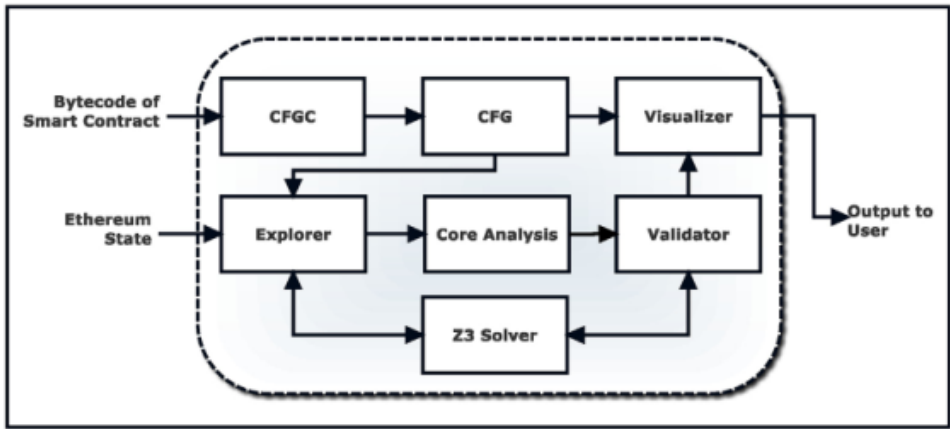 Bytecode of
Smart Contract
CFGC
CFG
Visualizer
Ethereum
State
Explorer
Core Analysis
Validator
Output to
User
Z3 Solver